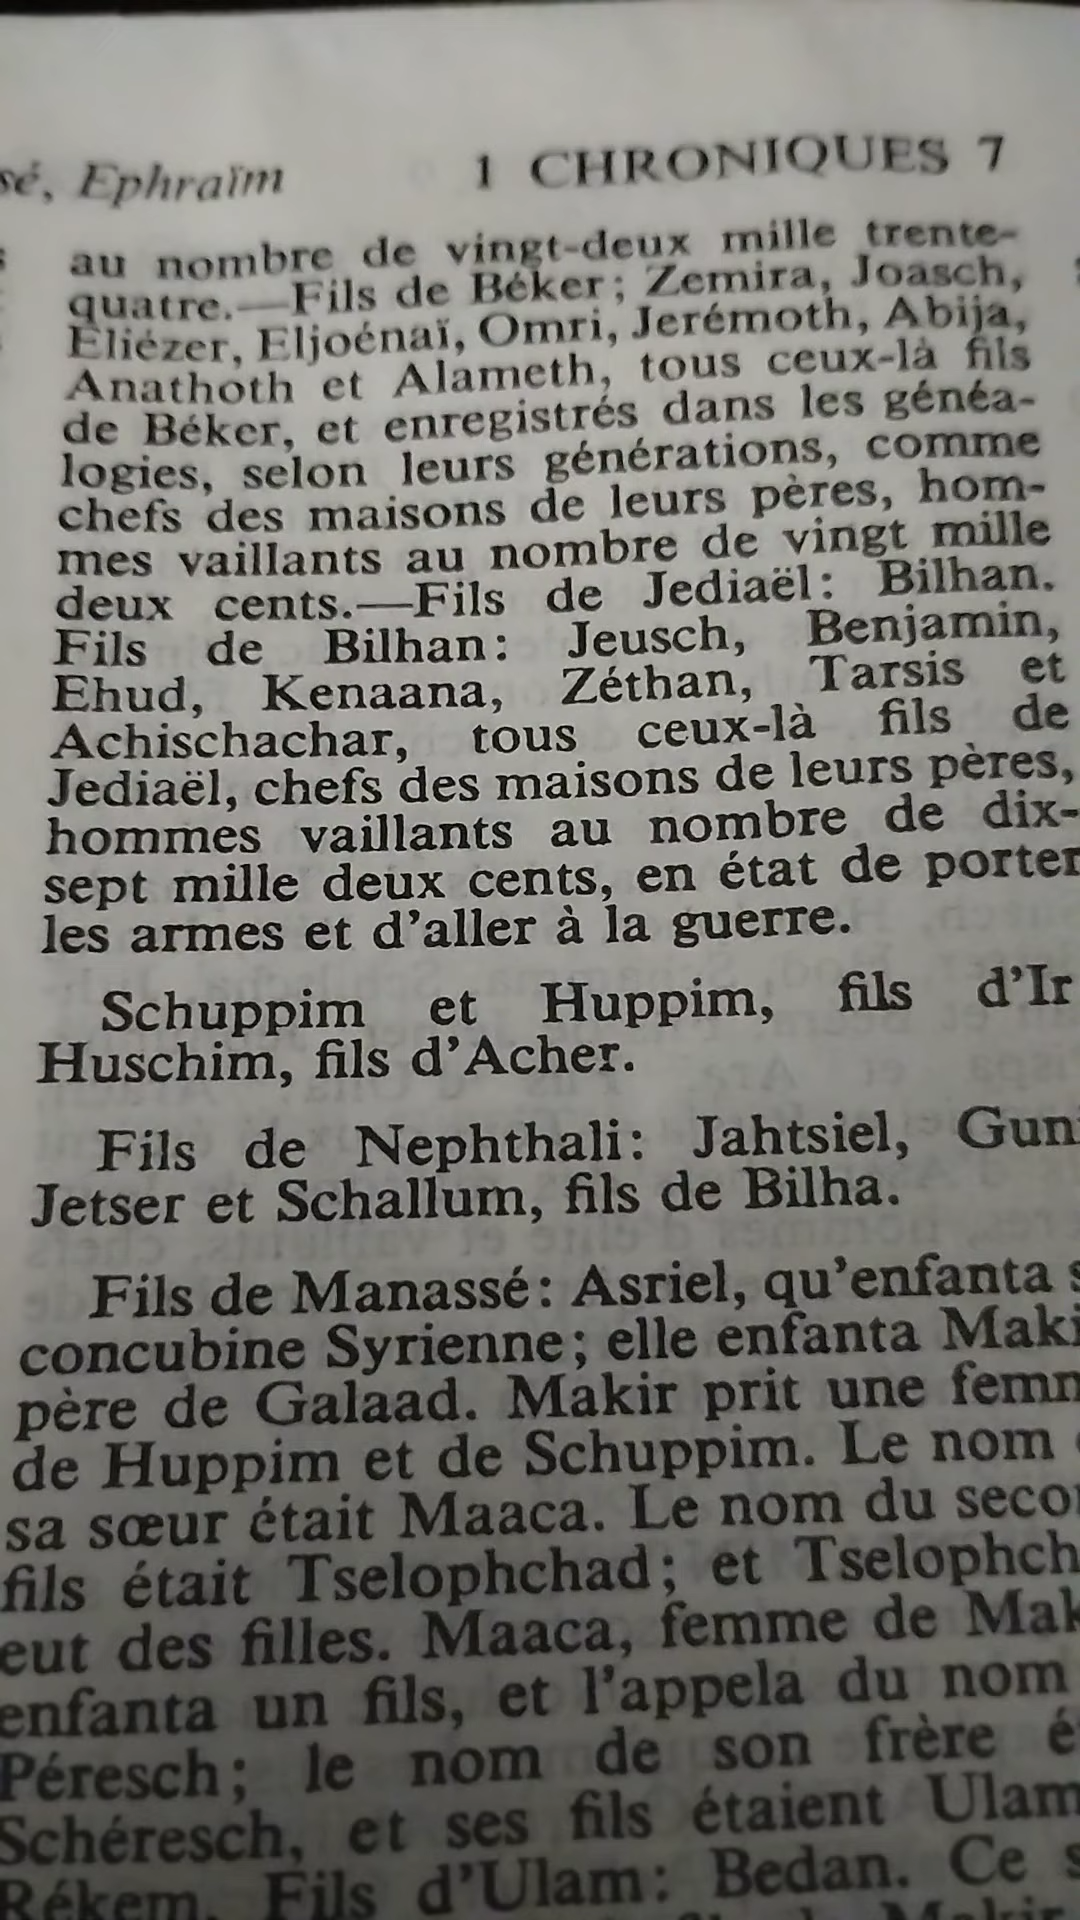 sé, Ephraïm 1 CHRONIQUES 7
au nombre de vingt-deux mille trente-
quatre.—Fils de Béker; Zemira, Joasch,
Eliézer, Eljoénaï, Omri, Jerémoth, Abija,
Anathoth et Alameth, tous ceux-là fils
de Béker, et enregistrés dans les généa-
logies, selon leurs générations, comme
chefs des maisons de leurs pères, hom-
mes vaillants au nombre de vingt mille
deux cents.—Fils de Jediaël: Bilhan.
Fils de Bilhan: Jeusch, Benjamin,
Ehud, Kenaana, Zéthan, Tarsis et
Achischachar, tous ceux-là fils de
Jediaël, chefs des maisons de leurs pères,
hommes vaillants au nombre de dix-
sept mille deux cents, en état de porter
les armes et d'aller à la guerre.
Schuppim et Huppim, fils d'Ir
Huschim, fils d'Acher.
Fils de Nephthali: Jahtsiel, Gun
Jetser et Schallum, fils de Bilha.
Fils de Manassé: Asriel, qu'enfanta s
concubine Syrienne; elle enfanta Maki
père de Galaad. Makir prit une femm
de Huppim et de Schuppim. Le nom
sa sœur était Maaca. Le nom du seco
fils était Tselophchad; et Tselophch
eut des filles. Maaca, femme de Mak
enfanta un fils, et l'appela du nom
Péresch; le nom de son frère é
Schéresch, et ses fils étaient Ulam
Rékem. Fils d'Ulam: Bedan. Ce s